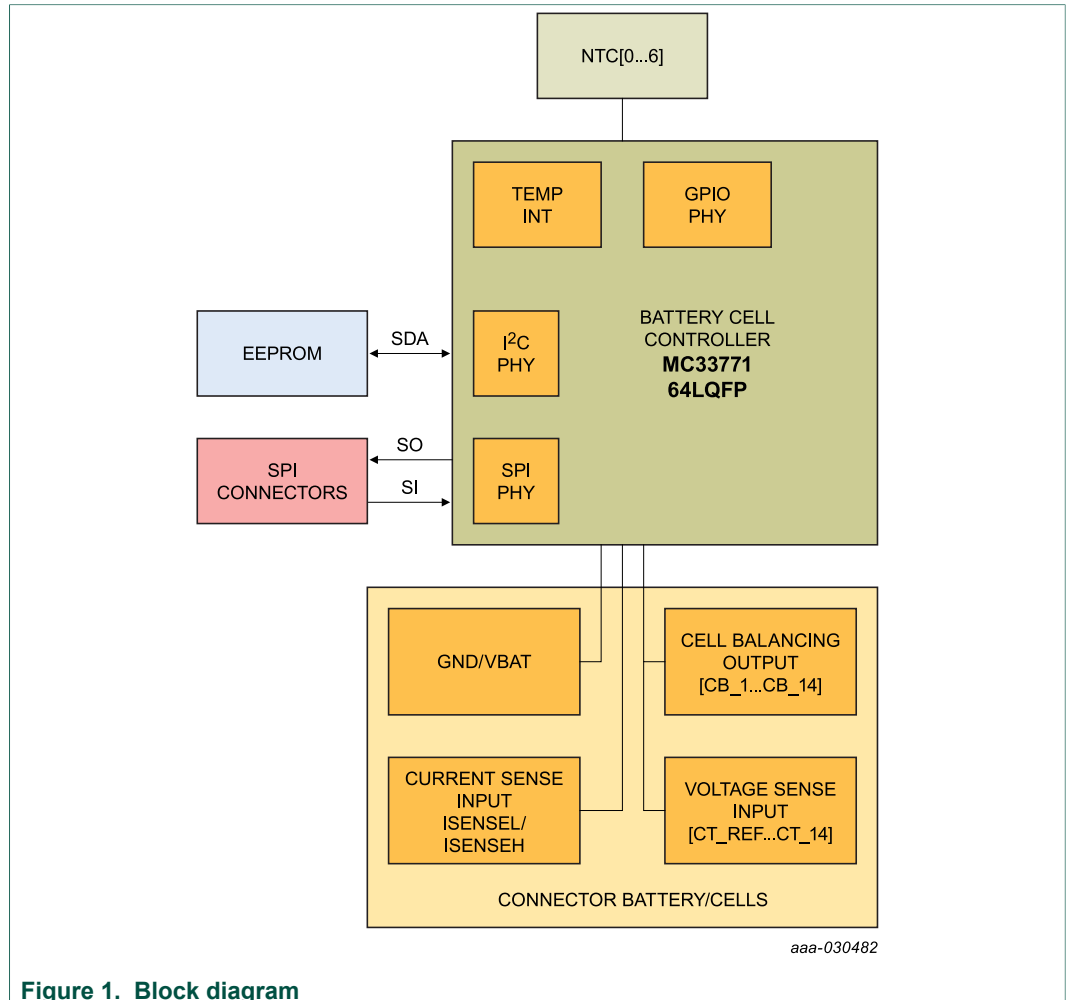 NTC[0...6]
TEMP
INT
GPIO
PHY
BATTERY CELL
CONTROLLER
MC33771
64LQFP
EEPROM
SDA
I²C
PHY
SO
SI
SPI
CONNECTORS
SPI
PHY
GND/VBAT
CELL BALANCING
OUTPUT
[CB_1...CB_14]
CURRENT SENSE
INPUT
ISENSEL/
ISENSEH
VOLTAGE SENSE
INPUT
[CT_REF...CT_14]
CONNECTOR BATTERY/CELLS
aaa-030482
Figure 1. Block diagram